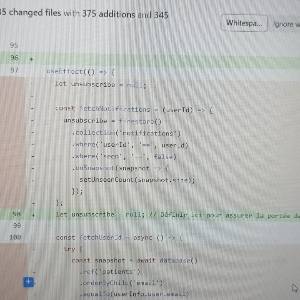 5 changed files with 375 additions and 345
Whitespa...
Ignore w
95
96 +
97 useEffect(() => {
let unsubscribe = null;
const fetchNotifications = (userId) => {
unsubscribe = firestore()
.collection('notifications')
.where('userId', '==', userId)
.where('seen', '==', false)
.onSnapshot(snapshot => {
setUnseenCount(snapshot.size);
});
};
98 + let unsubscribe = null; // Définir ici pour assurer la portée da
99
100 const fetchUserId = async () => {
try {
const snapshot = await database()
.ref('patients')
.orderByChild('email')
.equalTo(userInfo.user.email)